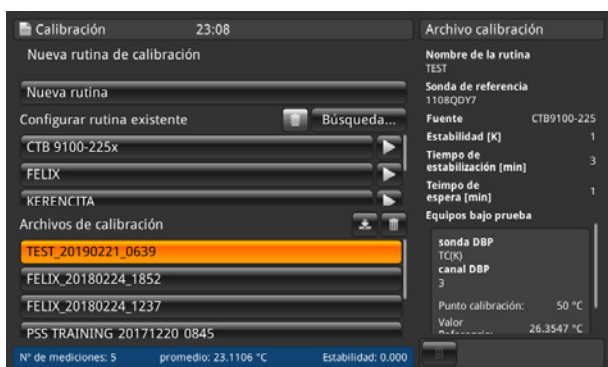 Calibración 23:08
Nueva rutina de calibración
Nueva rutina
Configurar rutina existente Búsqueda...
CTB 9100-225x
FELIX
KERENCITA
Archivos de calibración
TEST_20190221_0639
FELIX_20180224_1852
FELIX_20180224_1237
PSS TRAINING 20171220 0845
Nº de mediciones: 5 promedio: 23.1106 °C Estabilidad: 0.000
Archivo calibración
Nombre de la rutina
TEST
Sonda de referencia
1108QDY7
Fuente CTB9100-225
Estabilidad [K] 1
Tiempo de
estabilización [min] 3
Teimpo de
espera [min] 1
Equipos bajo prueba
sonda DBP
TC(K)
canal DBP
3
Punto calibración: 50 °C
Valor
26.3547 °C